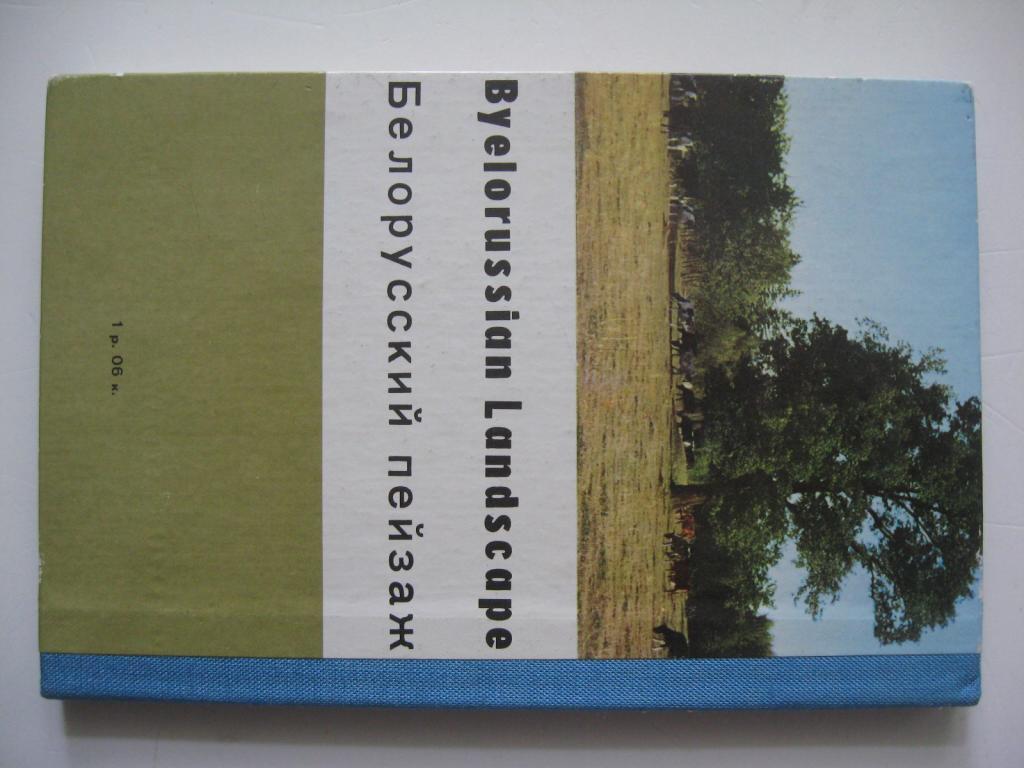 Byelorussian Landscape
Белорусский пейзаж
1 р. 06 к.